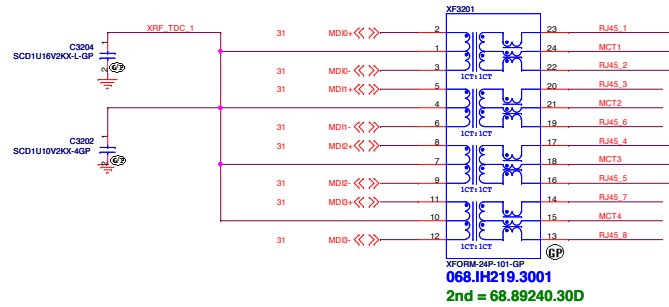 XF3201
XRF_TDC_1
31 MDI0+ 2 23 RJ45_1
1 24 MCT1
31 MDI0- 3 22 RJ45_2
1CT:1CT
31 MDI1+ 5 20 RJ45_3
4 21 MCT2
31 MDI1- 6 19 RJ45_6
1CT:1CT
31 MDI2+ 8 17 RJ45_4
7 18 MCT3
31 MDI2- 9 16 RJ45_5
1CT:1CT
31 MDI3+ 11 14 RJ45_7
10 15 MCT4
31 MDI3- 12 13 RJ45_8
1CT:1CT
GP
XFORM-24P-101-GP
068.IH219.3001
2nd = 68.89240.30D
1
C3204
SCD1U16V2KX-L-GP
2
1
C3202
SCD1U10V2KX-4GP
2